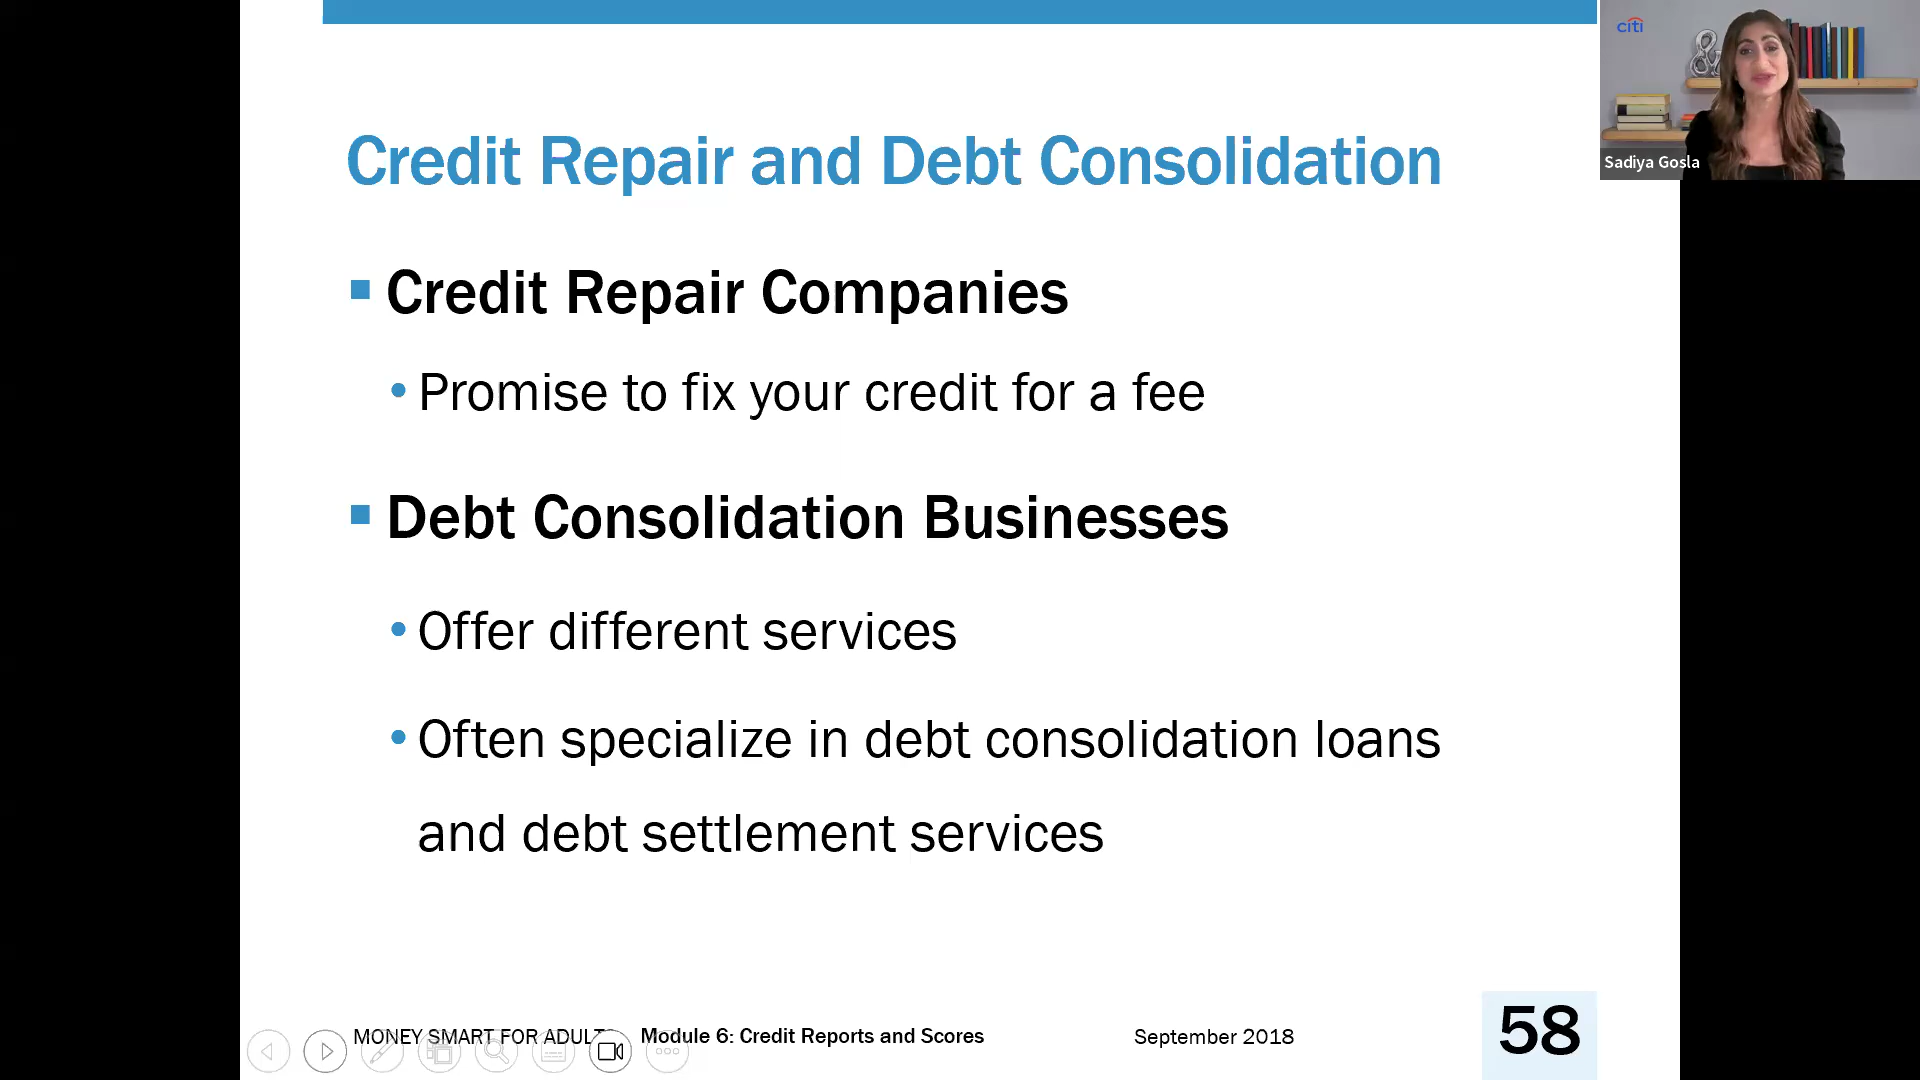 citi
Sadiya Gosla
Credit Repair and Debt Consolidation
Credit Repair Companies
Promise to fix your credit for a fee
Debt Consolidation Businesses
Offer different services
Often specialize in debt consolidation loans
and debt settlement services
MONEY SMART FOR ADULTS Module 6: Credit Reports and Scores September 2018 58